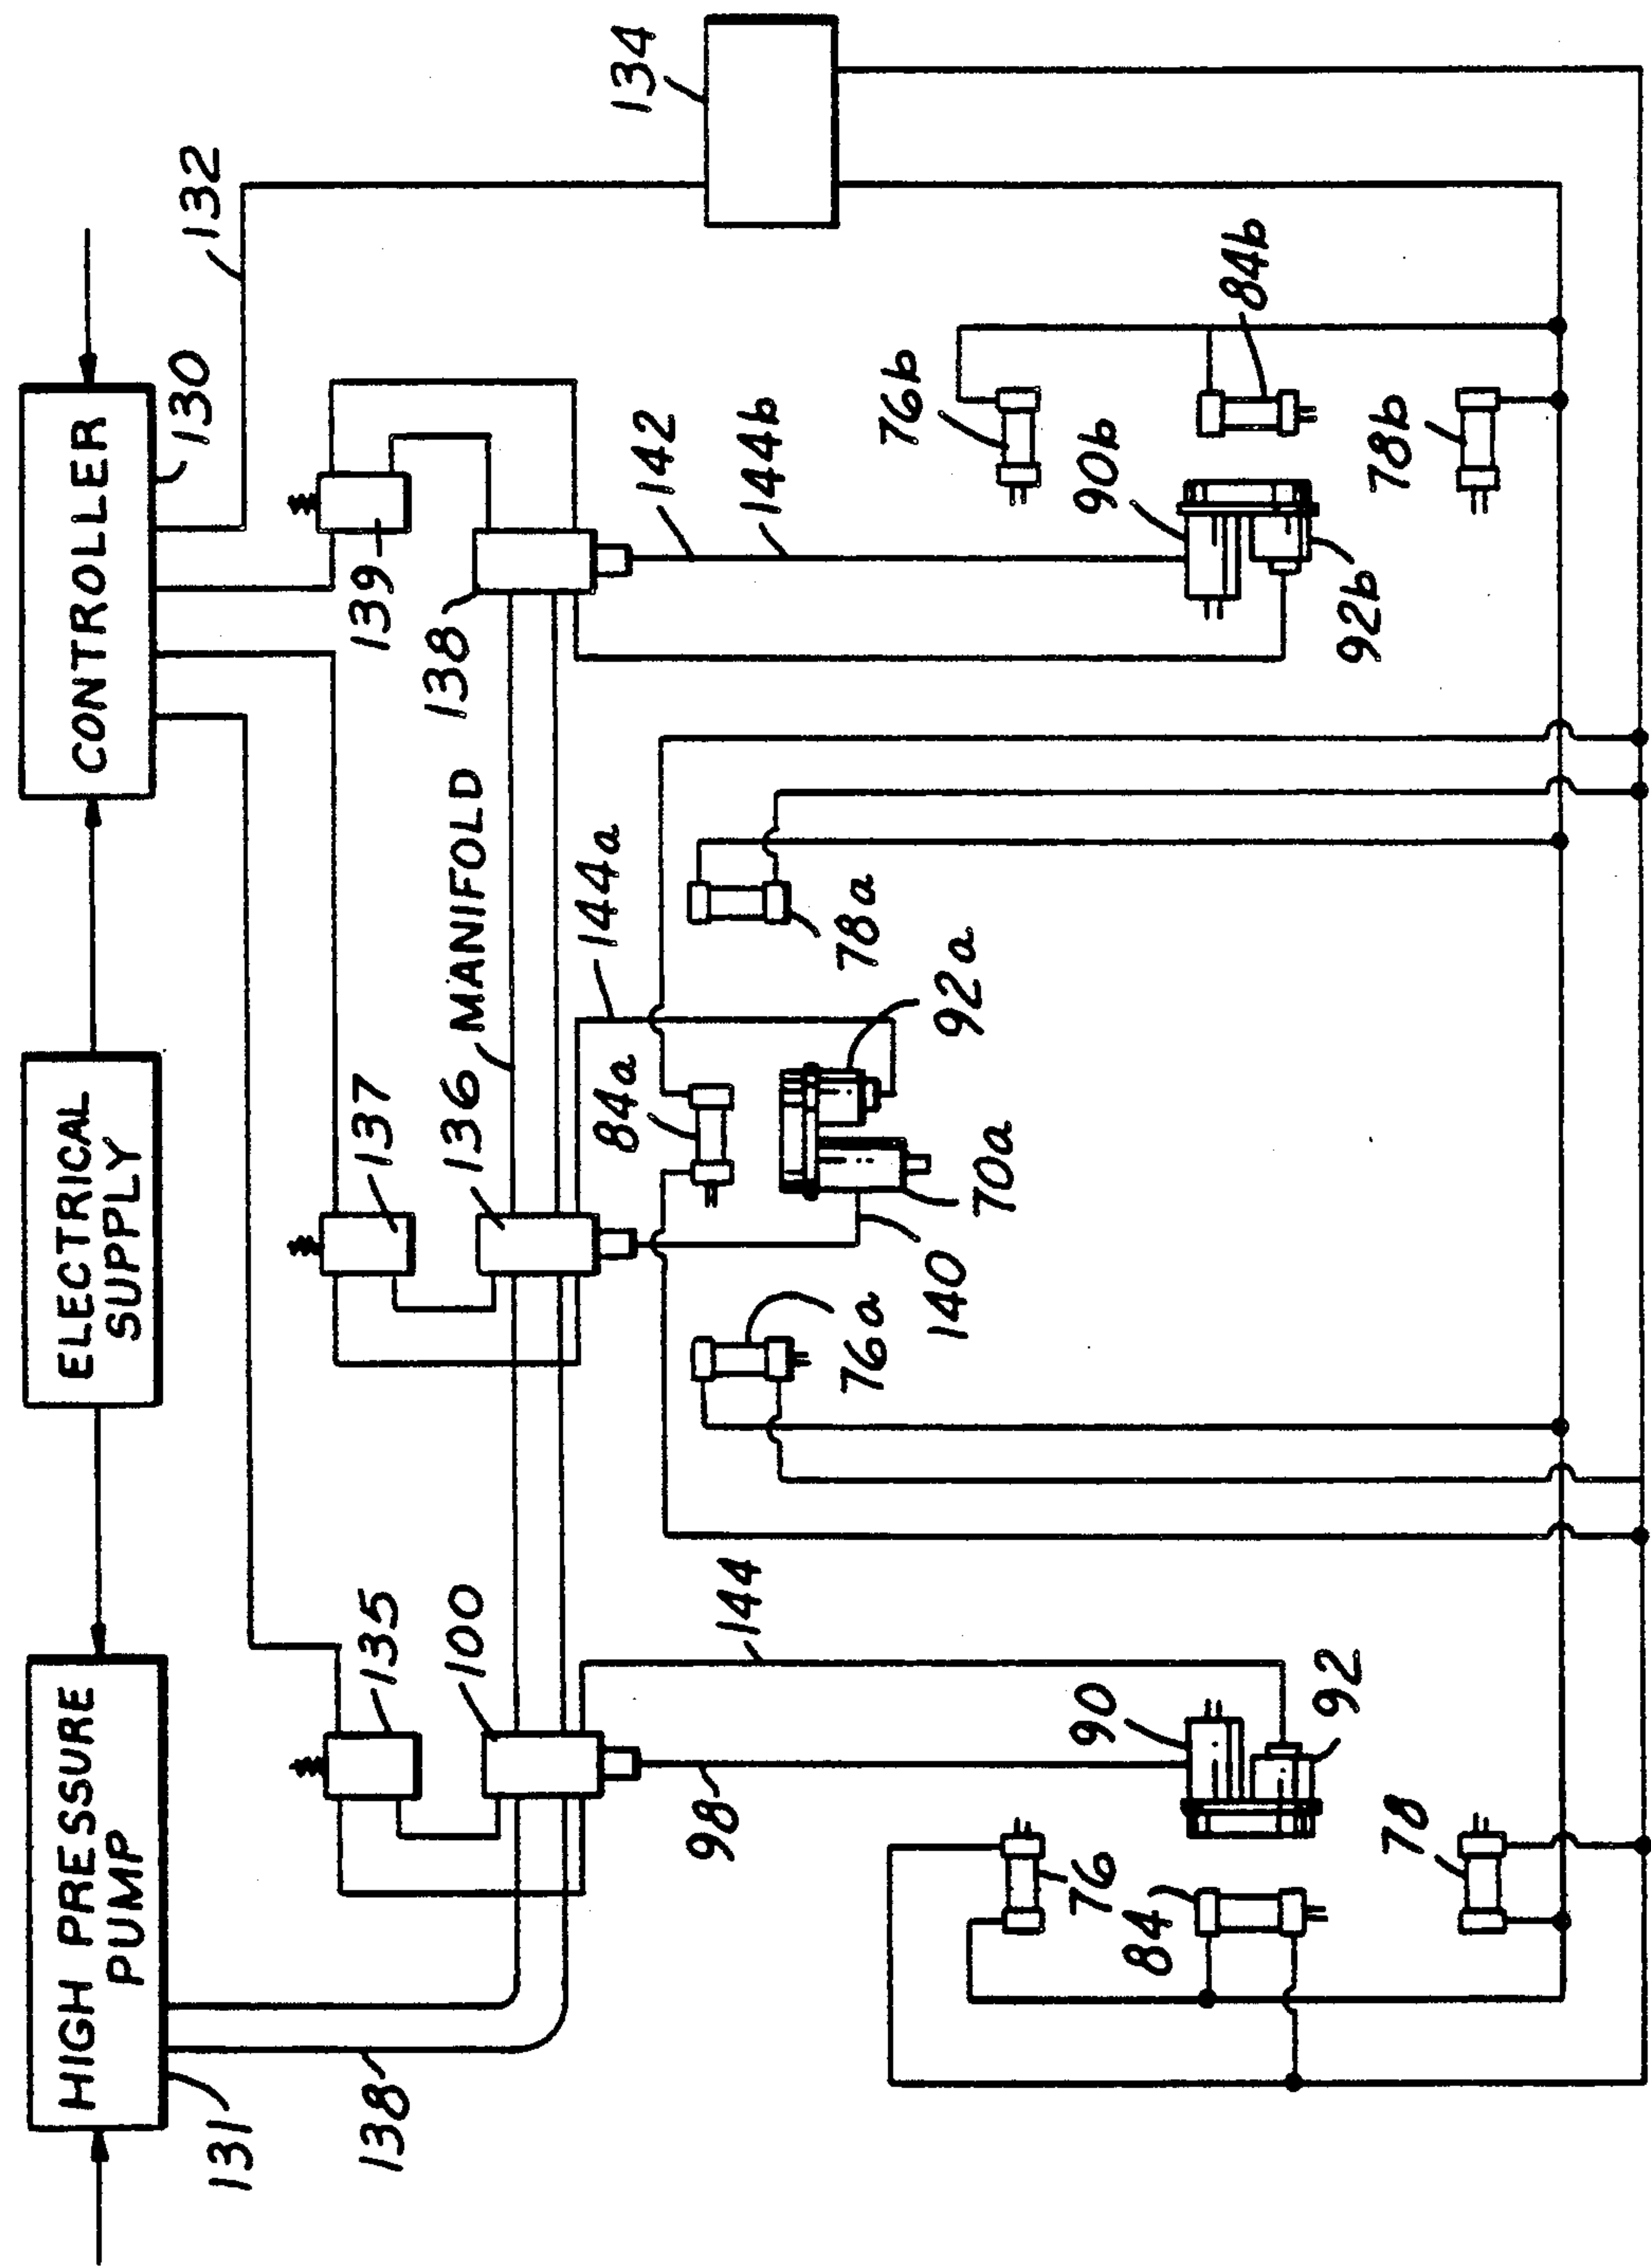 HIGH PRESSURE
PUMP
ELECTRICAL
SUPPLY
CONTROLLER
131
130
132
138
135
137
139
134
100
136
MANIFOLD
138
144
144a
142
144b
98
84a
78a
92a
76a
140
70a
76b
84b
90b
92b
78b
90
92
76
84
78